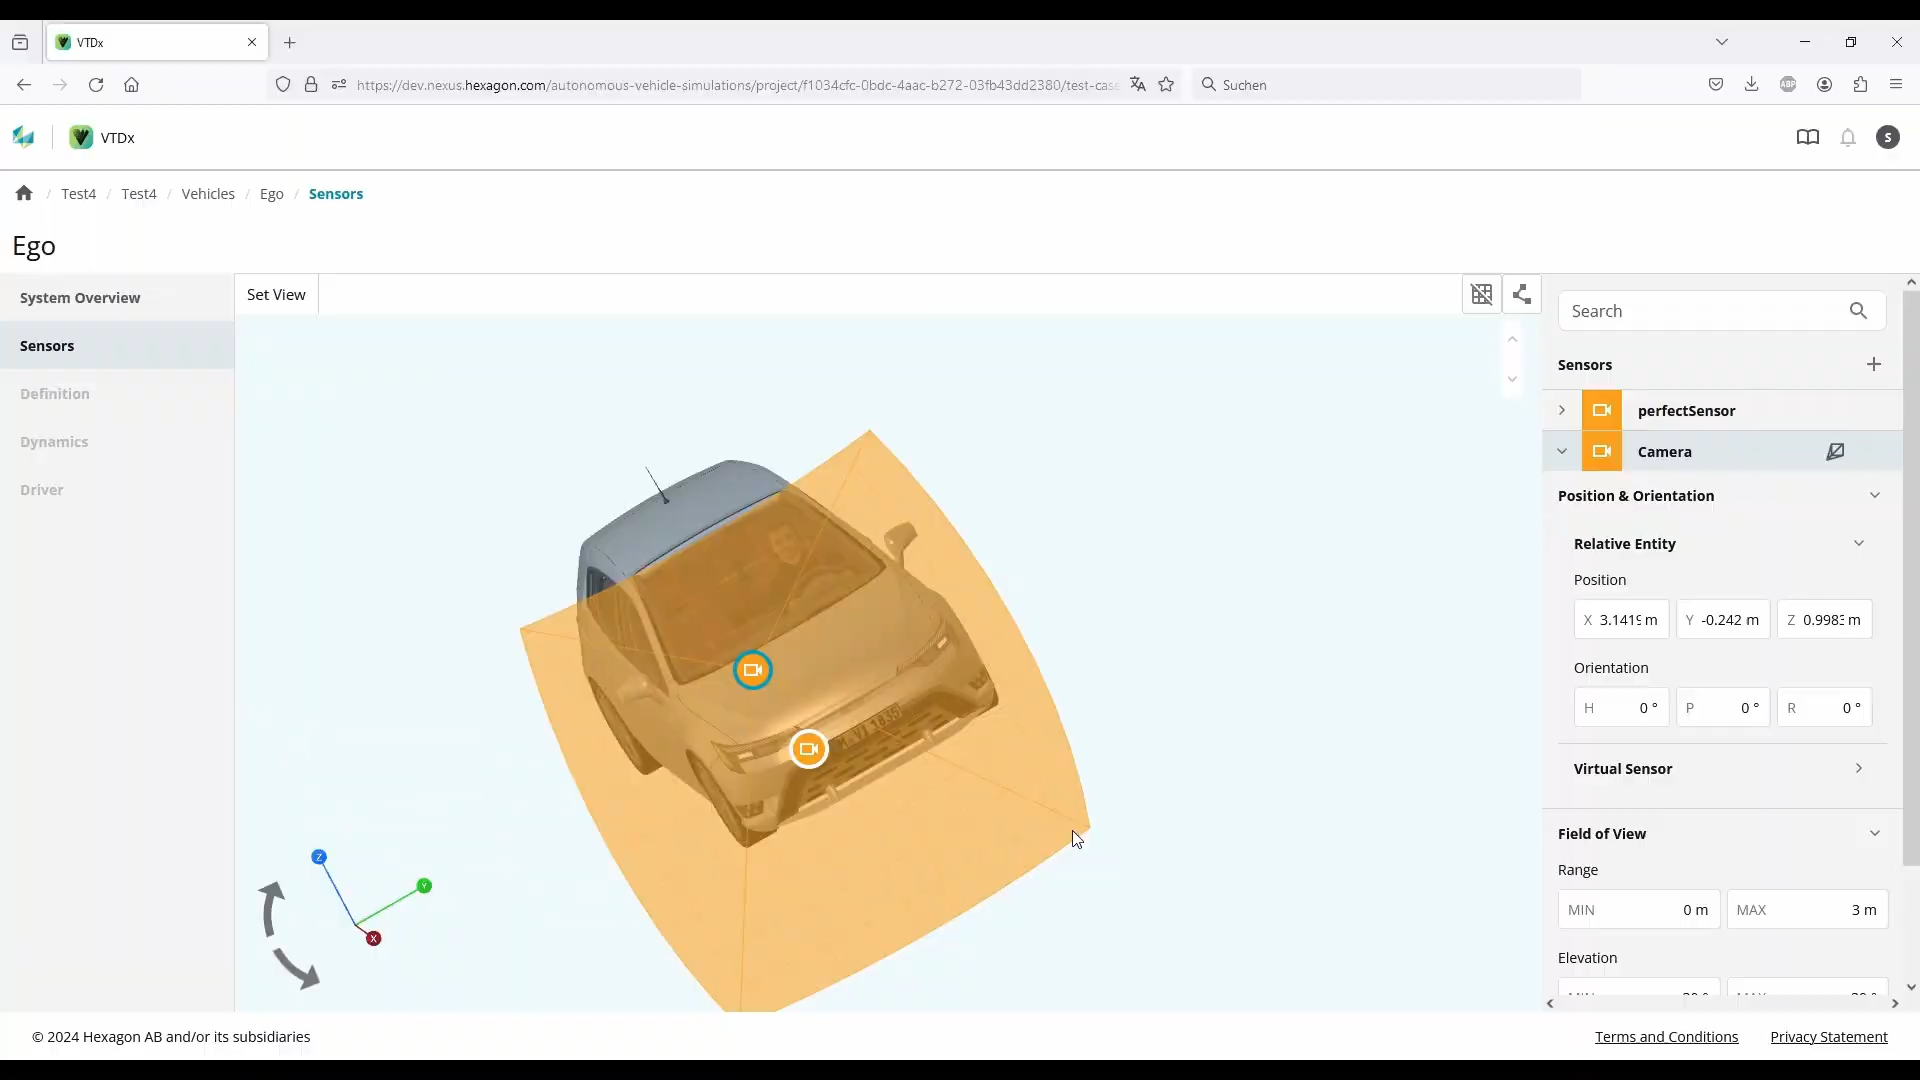 VTDx
https://dev.nexus.hexagon.com/autonomous-vehicle-simulations/project/f1034cfc-0bdc-4aac-b272-03fb43dd2380/test-case
Suchen
ABP
VTDx
S
/ Test4 / Test4 / Vehicles / Ego / Sensors
Ego
System Overview
Sensors
Definition
Dynamics
Driver
Set View
Z
Y
X
Search
Sensors
perfectSensor
Camera
Position & Orientation
Relative Entity
Position
X 3.1419 m Y -0.242 m Z 0.9983 m
Orientation
H 0 ° P 0 ° R 0 °
Virtual Sensor
Field of View
Range
MIN 0 m MAX 3 m
Elevation
© 2024 Hexagon AB and/or its subsidiaries
Terms and Conditions
Privacy Statement